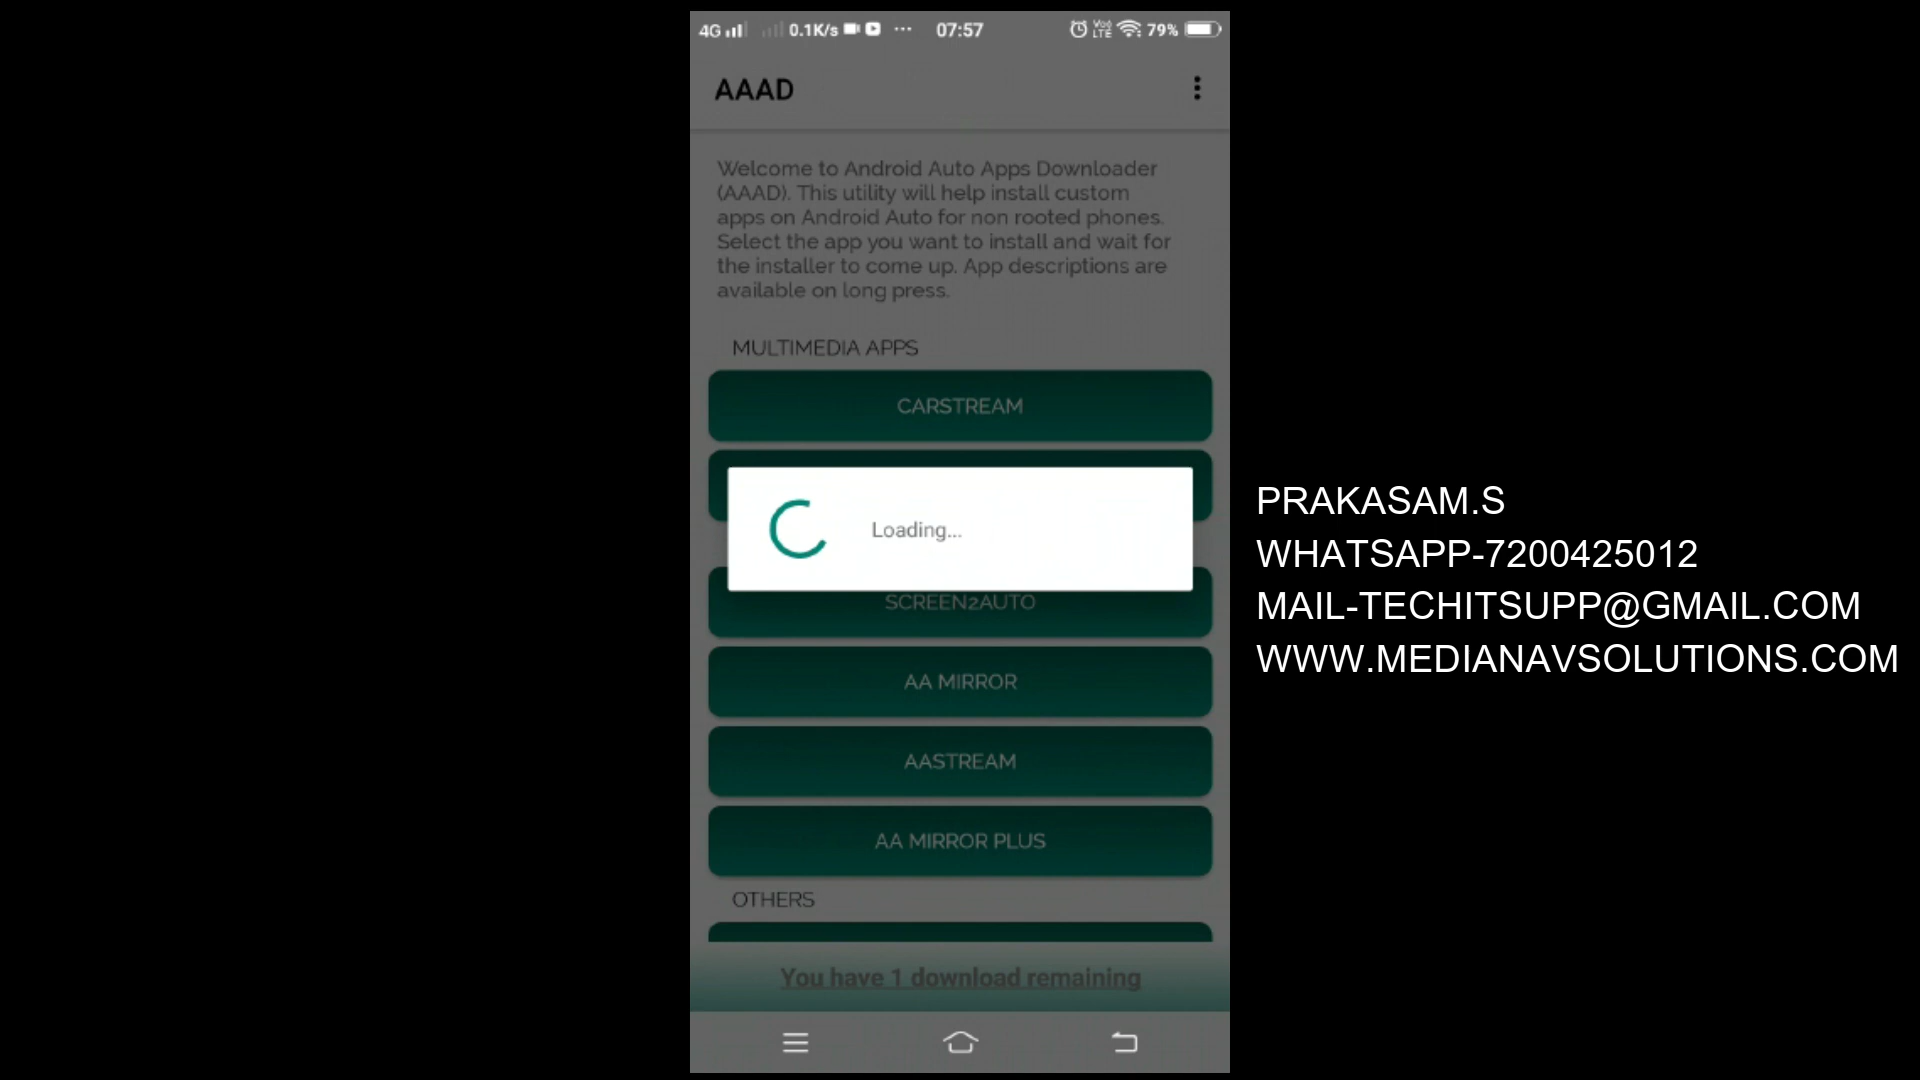 4G 0.1K/s ... 07:57 VoD LTE 79%
AAAD
Welcome to Android Auto Apps Downloader
(AAAD). This utility will help install custom
apps on Android Auto for non rooted phones.
Select the app you want to install and wait for
the installer to come up. App descriptions are
available on long press.
MULTIMEDIA APPS
CARSTREAM
Loading...
SCREEN2AUTO
AA MIRROR
AASTREAM
AA MIRROR PLUS
OTHERS
You have 1 download remaining
PRAKASAM.S
WHATSAPP-7200425012
MAIL-TECHITSUPP@GMAIL.COM
WWW.MEDIANAVSOLUTIONS.COM